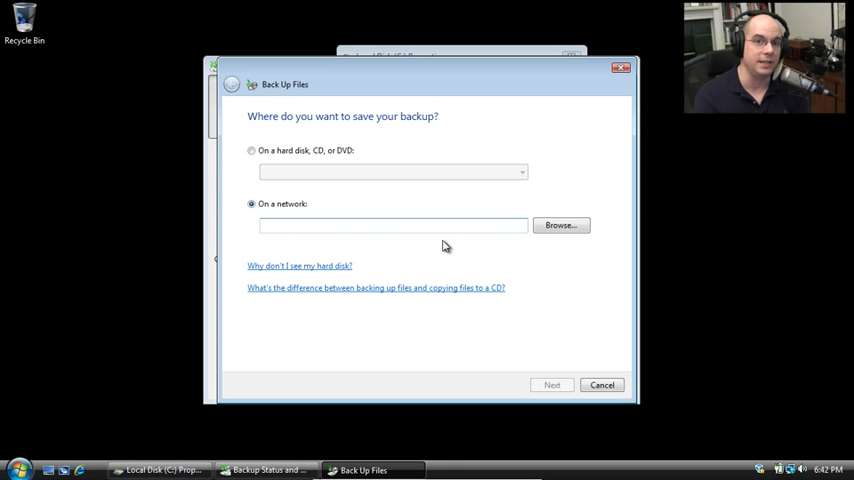 Recycle Bin
Back Up Files
Where do you want to save your backup?
On a hard disk, CD, or DVD:
On a network:
Browse...
Why don't I see my hard disk?
What's the difference between backing up files and copying files to a CD?
Next
Cancel
Local Disk (C:) Prop...
Backup Status and ...
Back Up Files
6:42 PM